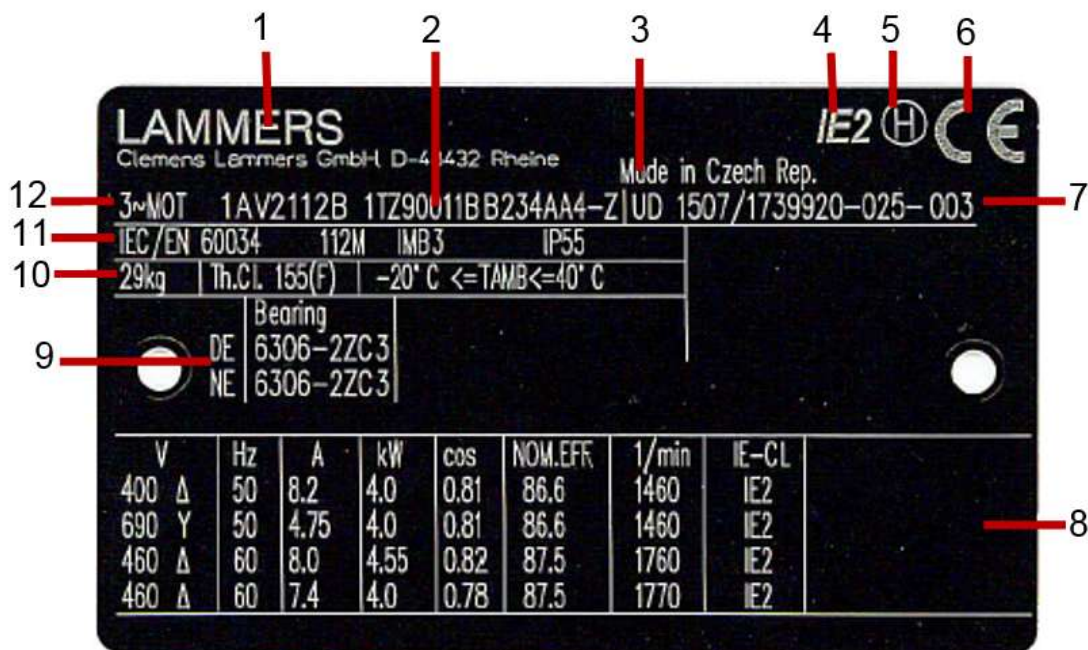 1 2 3 4 5 6
LAMMERS IE2 H CE
Clemens Lammers GmbH D-48432 Rheine
Made in Czech Rep.
12 3~MOT 1AV2112B 1TZ90011BB234AA4-Z UD 1507/1739920-025-003 7
11 IEC/EN 60034 112M IMB3 IP55
10 29kg Th.Cl. 155(F) -20°C <=TAMB<=40°C
Bearing
9 DE 6306-2ZC3
NE 6306-2ZC3
V Hz A kW cos NOM.EFF. 1/min IE-CL
400 Δ 50 8.2 4.0 0.81 86.6 1460 IE2
690 Y 50 4.75 4.0 0.81 86.6 1460 IE2 8
460 Δ 60 8.0 4.55 0.82 87.5 1760 IE2
460 Δ 60 7.4 4.0 0.78 87.5 1770 IE2